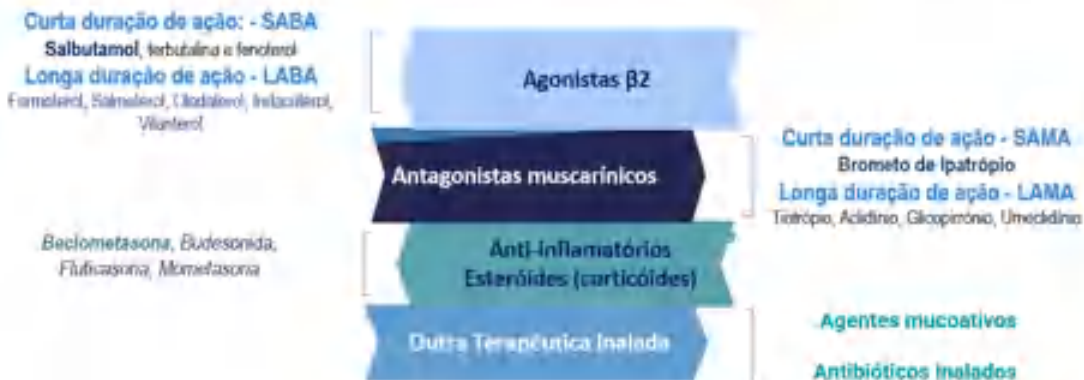 Curta duração de ação: - SABA
Salbutamol, terbutalina e fenoterol
Longa duração de ação - LABA
Formoterol, Salmeterol, Olodaterol, Indacaterol,
Vilanterol
Agonistas β2
Antagonistas muscarínicos
Curta duração de ação - SAMA
Brometo de Ipatrópio
Longa duração de ação - LAMA
Tiotrópio, Aclidínio, Glicopirrónio, Umeclidínio
Beclometasona, Budesonida,
Fluticasona, Mometasona
Anti-inflamatórios
Esteróides (corticóides)
Outra Terapêutica Inalada
Agentes mucoativos
Antibióticos Inalados